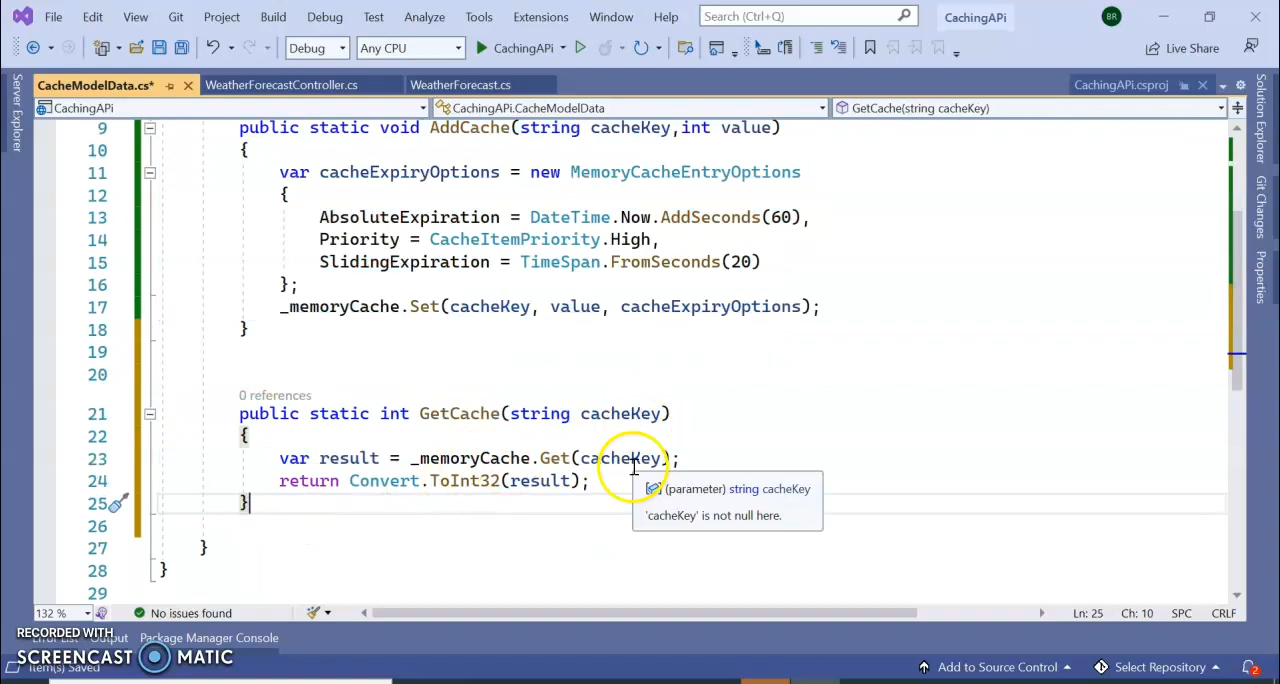 File Edit View Git Project Build Debug Test Analyze Tools Extensions Window Help Search (Ctrl+Q) CachingAPi BR
Debug Any CPU CachingAPi Live Share
CacheModelData.cs* WeatherForecastController.cs WeatherForecast.cs CachingAPi.csproj
CachingAPi CachingAPi.CacheModelData GetCache(string cacheKey)
Server Explorer
Solution Explorer
Git Changes
Properties
9 public static void AddCache(string cacheKey,int value)
10 {
11 var cacheExpiryOptions = new MemoryCacheEntryOptions
12 {
13 AbsoluteExpiration = DateTime.Now.AddSeconds(60),
14 Priority = CacheItemPriority.High,
15 SlidingExpiration = TimeSpan.FromSeconds(20)
16 };
17 _memoryCache.Set(cacheKey, value, cacheExpiryOptions);
18 }
19
20
0 references
21 public static int GetCache(string cacheKey)
22 {
23 var result = _memoryCache.Get(cacheKey);
24 return Convert.ToInt32(result);
(parameter) string cacheKey
25 }
'cacheKey' is not null here.
26
27 }
28 }
29
132 % No issues found Ln: 25 Ch: 10 SPC CRLF
RECORDED WITH
Error List Output Package Manager Console
SCREENCAST MATIC
Item(s) Saved Add to Source Control Select Repository 2